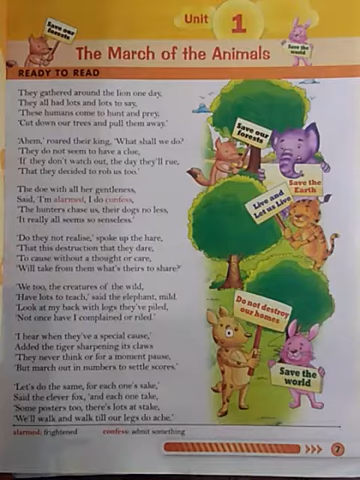 Save our
forests
Unit 1
Save the
world
The March of the Animals
READY TO READ
'They gathered around the lion one day,
'They all had lots and lots to say,
'These humans come to hunt and prey,
'Cut down our trees and pull them away.'
'Ahem,' roared their king, 'What shall we do?
'They do not seem to have a clue,
'If they don't watch out, the day they'll rue,
'That they decided to rob us too.'
The doe with all her gentleness,
Said, 'I'm alarmed, I do confess,
'The hunters chase us, their dogs no less,
'It really all seems so senseless.'
'Do they not realise,' spoke up the hare,
'That this destruction that they dare,
'To cause without a thought or care,
'Will take from them what's theirs to share?'
'We too, the creatures of the wild,
'Have lots to teach,' said the elephant, mild.
'Look at my back with logs they've piled,
'Not once have I complained or riled.'
'I hear when they've a special cause,'
Added the tiger sharpening its claws
'They never think or for a moment pause,
'But march out in numbers to settle scores.'
'Let's do the same, for each one's sake,'
Said the clever fox, 'and each one take,
'Some posters too, there's lots at stake,
'We'll walk and walk till our legs do ache.'
Save our
forests
Save the
Earth
Live and
Let us Live
Do not destroy
our homes
Save the
world
alarmed: frightened confess: admit something
7